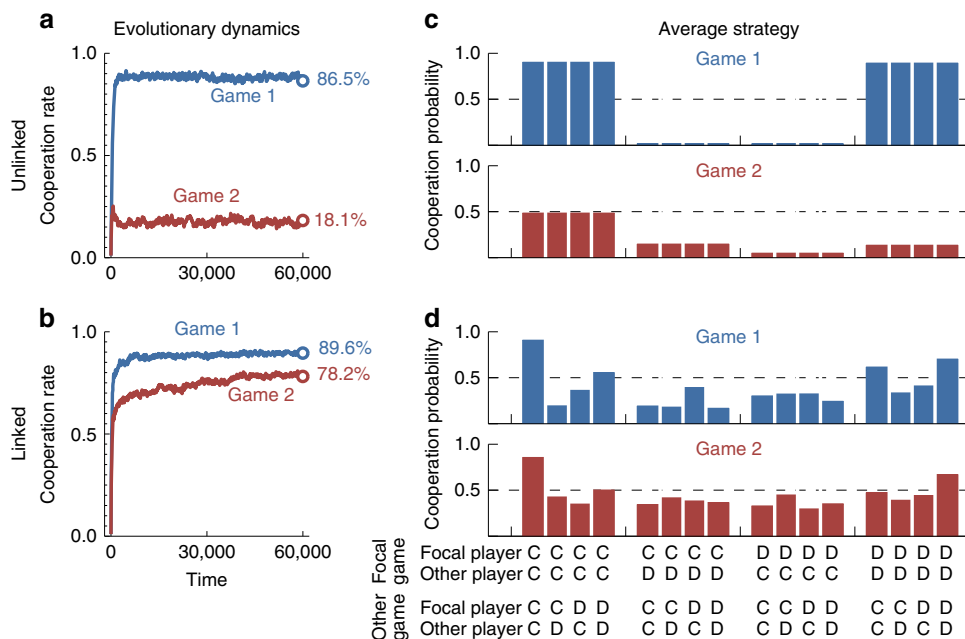 a
Evolutionary dynamics
Unlinked
Cooperation rate
1.0
0.5
0.0
Game 1
86.5%
Game 2
18.1%
0
30,000
60,000
b
Linked
Cooperation rate
1.0
0.5
0.0
Game 1
89.6%
78.2%
Game 2
0
30,000
60,000
Time
c
Average strategy
Cooperation probability
1.0
0.5
Game 1
1.0
0.5
Game 2
d
Cooperation probability
1.0
0.5
Game 1
1.0
0.5
Game 2
Focal game
Focal player C C C C C C C C D D D D D D D D
Other player C C C C D D D D C C C C D D D D
Other game
Focal player C C D D C C D D C C D D C C D D
Other player C D C D C D C D C D C D C D C D